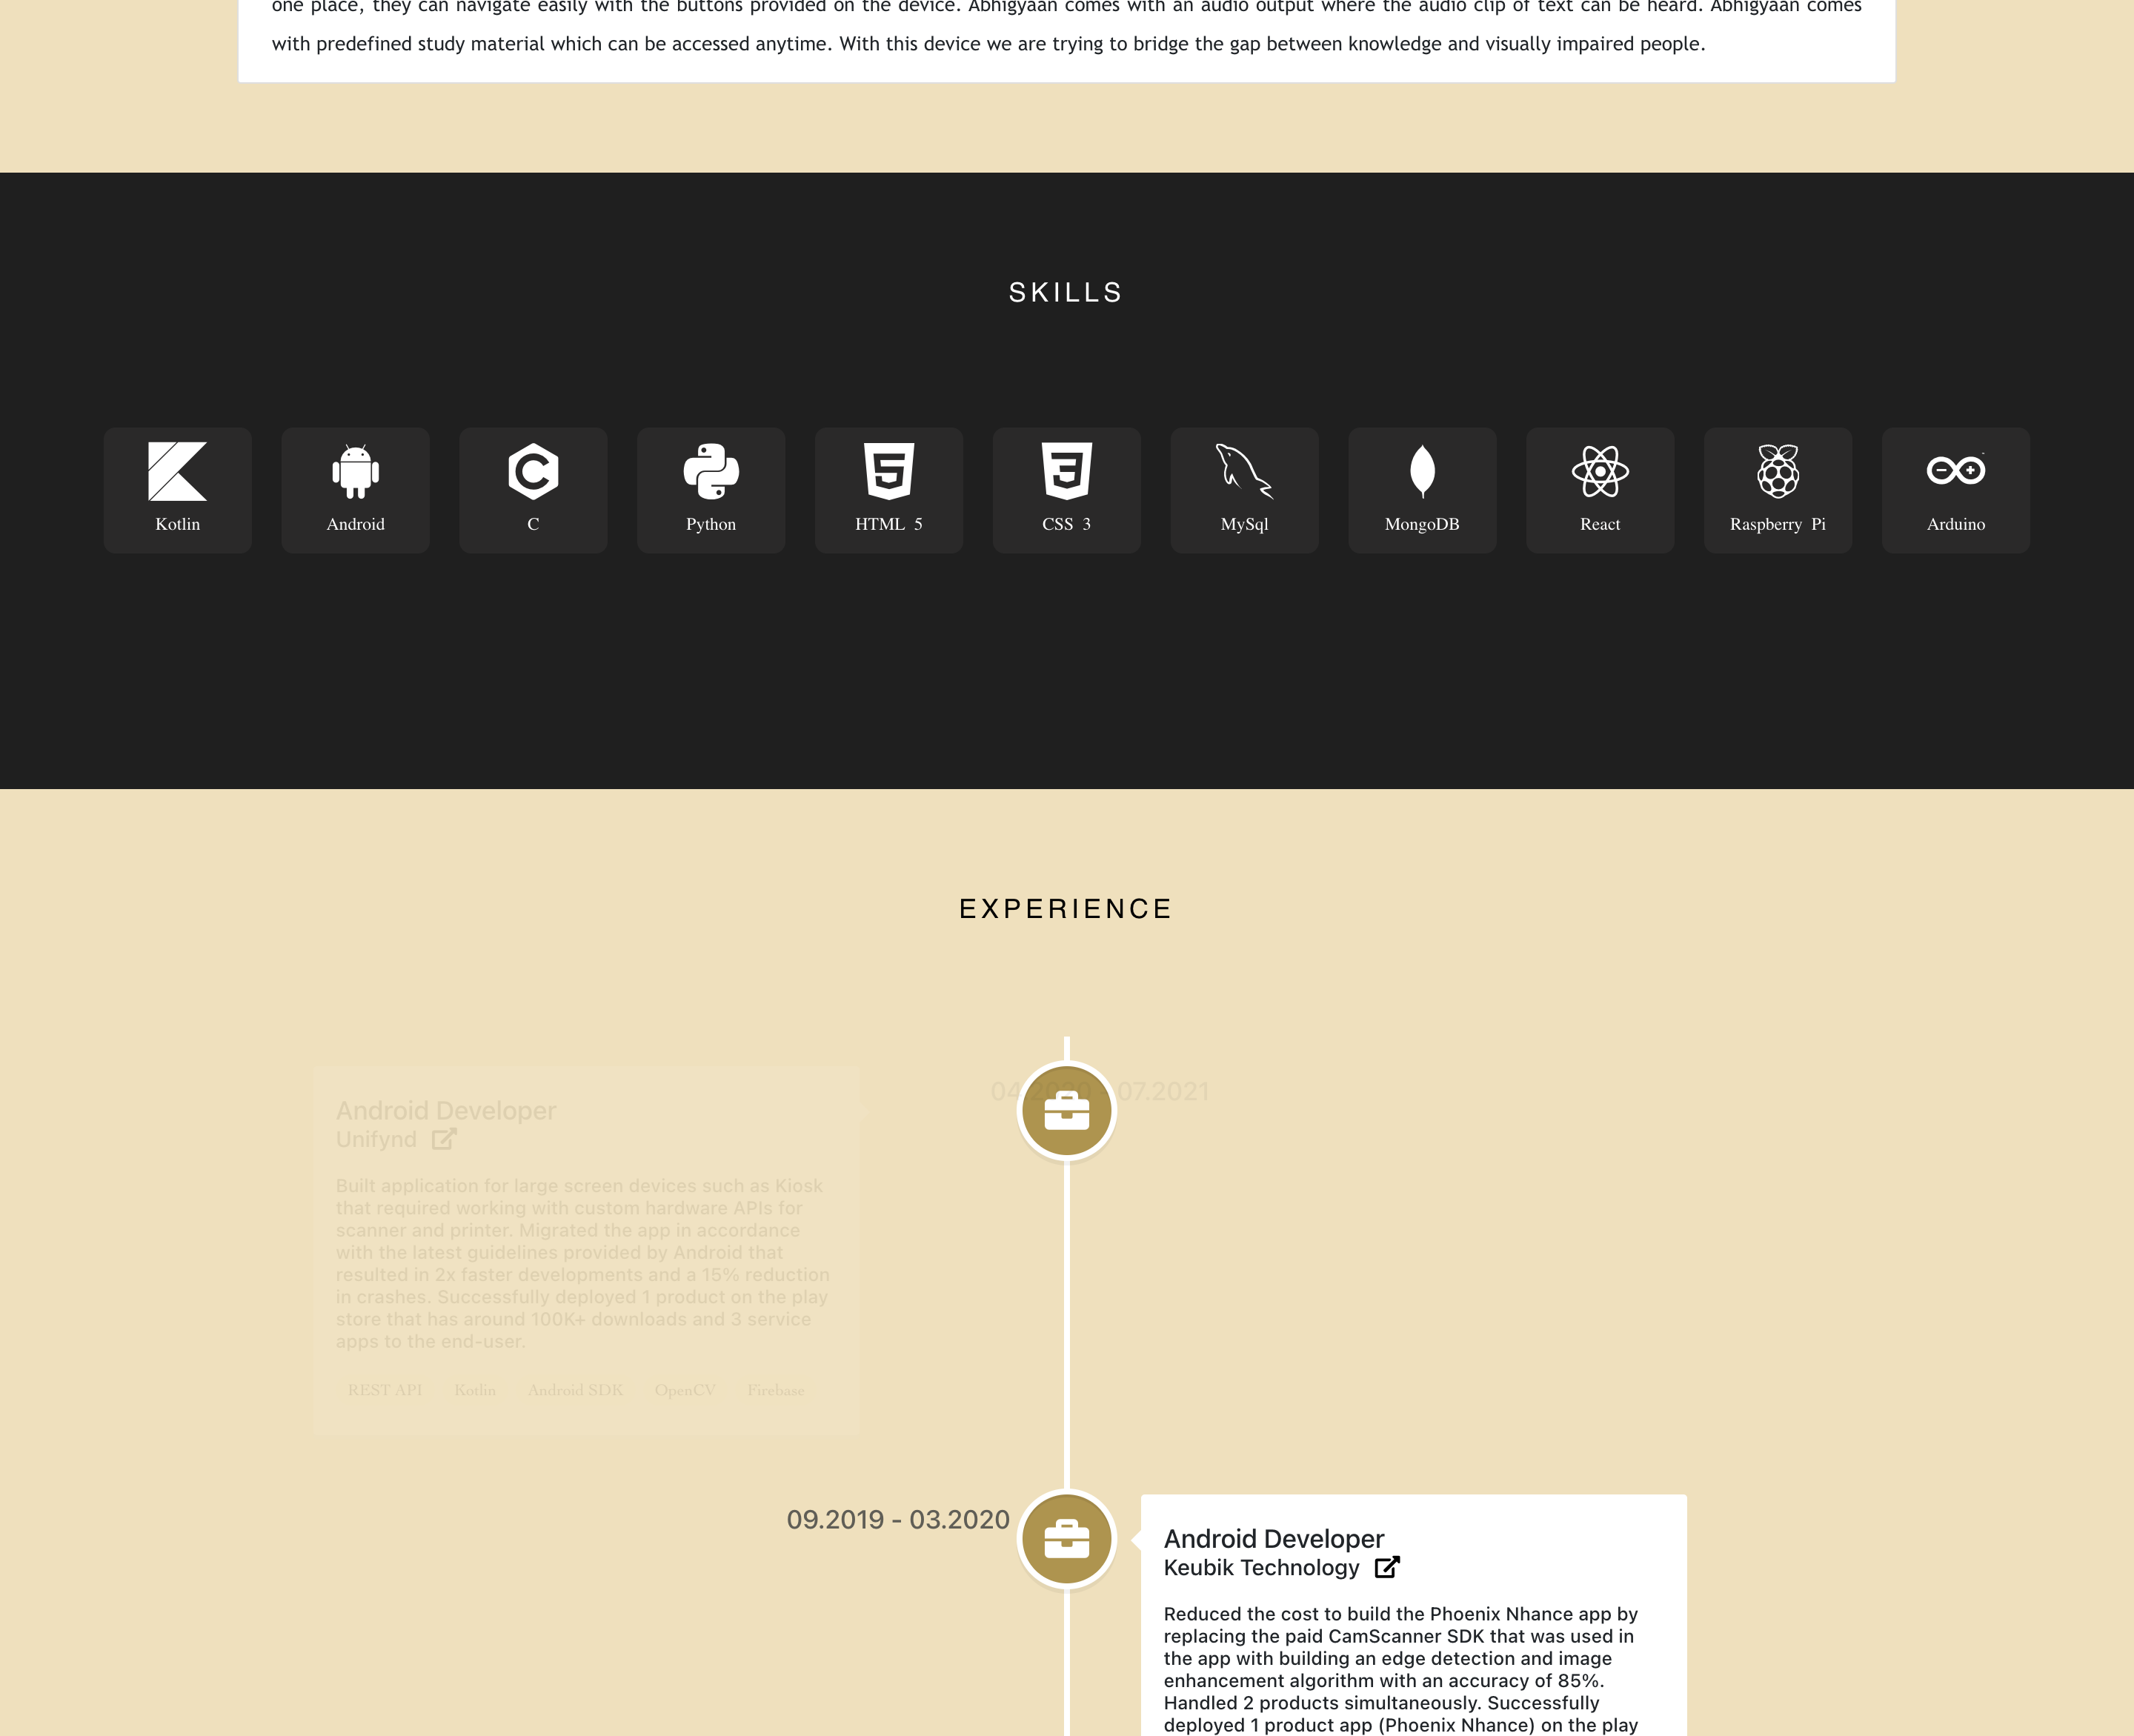 one place, they can navigate easily with the buttons provided on the device. Abhigyaan comes with an audio output where the audio clip of text can be heard. Abhigyaan comes
with predefined study material which can be accessed anytime. With this device we are trying to bridge the gap between knowledge and visually impaired people.
SKILLS
Kotlin
Android
C
Python
HTML 5
CSS 3
MySql
MongoDB
React
Raspberry Pi
Arduino
EXPERIENCE
04.2020 - 07.2021
Android Developer
Unifynd
Built application for large screen devices such as Kiosk
that required working with custom hardware APIs for
scanner and printer. Migrated the app in accordance
with the latest guidelines provided by Android that
resulted in 2x faster developments and a 15% reduction
in crashes. Successfully deployed 1 product on the play
store that has around 100K+ downloads and 3 service
apps to the end-user.
REST API Kotlin Android SDK OpenCV Firebase
09.2019 - 03.2020
Android Developer
Keubik Technology
Reduced the cost to build the Phoenix Nhance app by
replacing the paid CamScanner SDK that was used in
the app with building an edge detection and image
enhancement algorithm with an accuracy of 85%.
Handled 2 products simultaneously. Successfully
deployed 1 product app (Phoenix Nhance) on the play